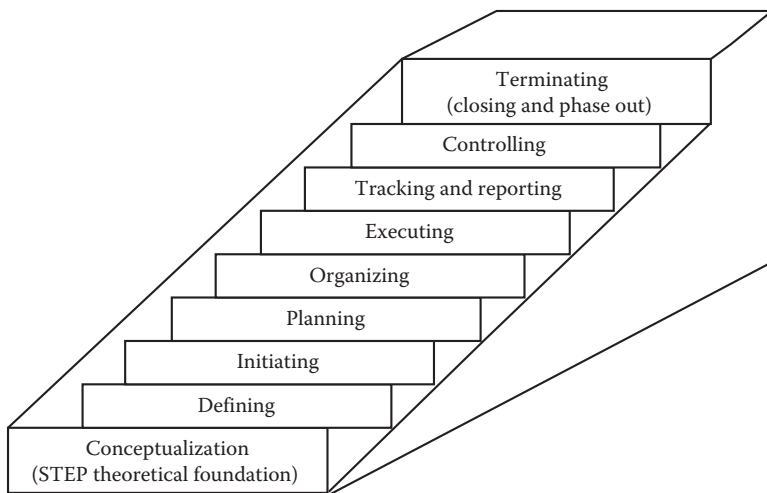 Terminating
(closing and phase out)
Controlling
Tracking and reporting
Executing
Organizing
Planning
Initiating
Defining
Conceptualization
(STEP theoretical foundation)